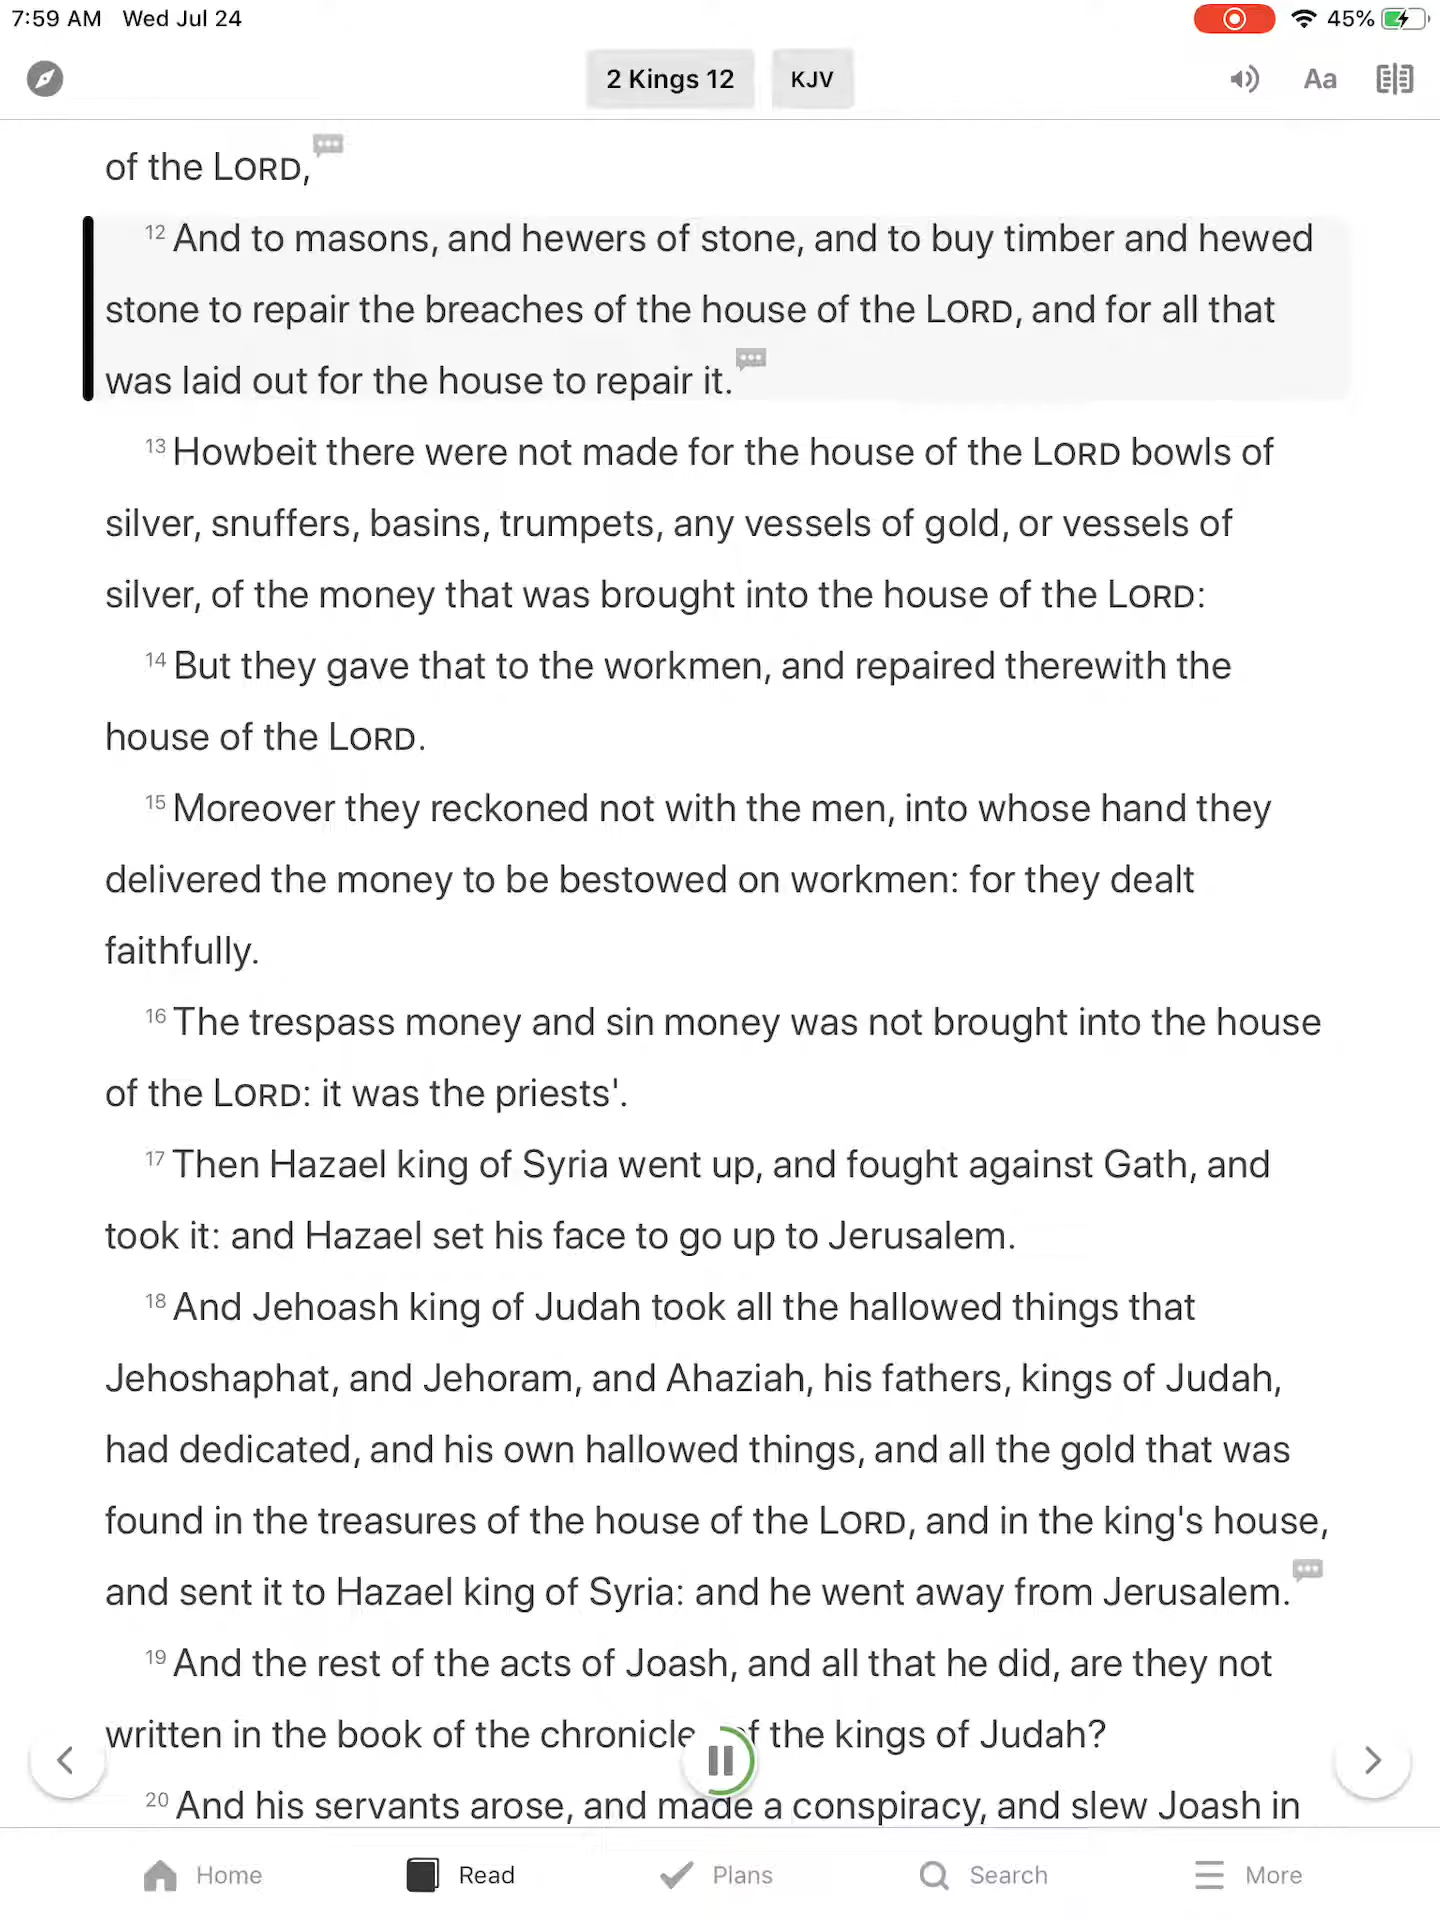 7:59 AM Wed Jul 24 45%
2 Kings 12 KJV Aa
of the LORD,
12 And to masons, and hewers of stone, and to buy timber and hewed
stone to repair the breaches of the house of the LORD, and for all that
was laid out for the house to repair it.
13 Howbeit there were not made for the house of the LORD bowls of
silver, snuffers, basins, trumpets, any vessels of gold, or vessels of
silver, of the money that was brought into the house of the LORD:
14 But they gave that to the workmen, and repaired therewith the
house of the LORD.
15 Moreover they reckoned not with the men, into whose hand they
delivered the money to be bestowed on workmen: for they dealt
faithfully.
16 The trespass money and sin money was not brought into the house
of the LORD: it was the priests'.
17 Then Hazael king of Syria went up, and fought against Gath, and
took it: and Hazael set his face to go up to Jerusalem.
18 And Jehoash king of Judah took all the hallowed things that
Jehoshaphat, and Jehoram, and Ahaziah, his fathers, kings of Judah,
had dedicated, and his own hallowed things, and all the gold that was
found in the treasures of the house of the LORD, and in the king's house,
and sent it to Hazael king of Syria: and he went away from Jerusalem.
19 And the rest of the acts of Joash, and all that he did, are they not
written in the book of the chronicle of the kings of Judah?
20 And his servants arose, and made a conspiracy, and slew Joash in
Home Read Plans Search More